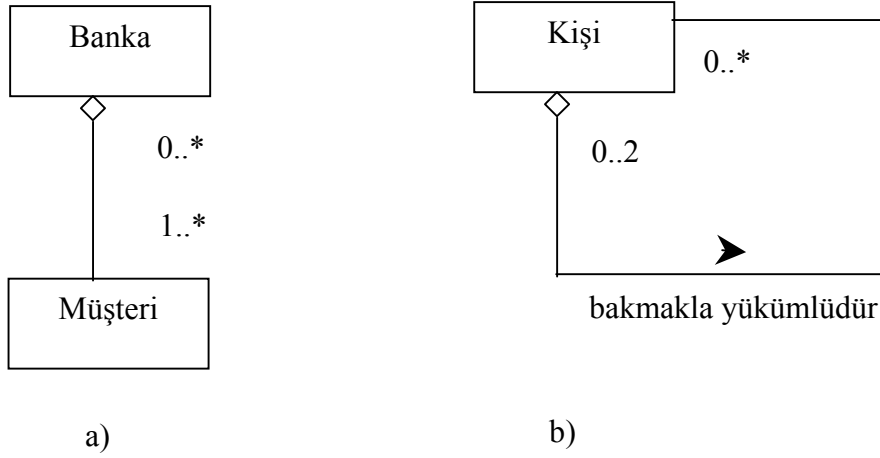 Banka
0..*
1..*
Müşteri
a)
Kişi
0..*
0..2
bakmakla yükümlüdür
b)